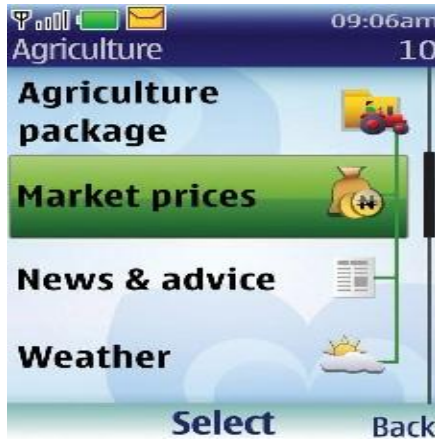 09:06am
Agriculture 10
Agriculture
package
Market prices
₦
News & advice
Weather
Select Back